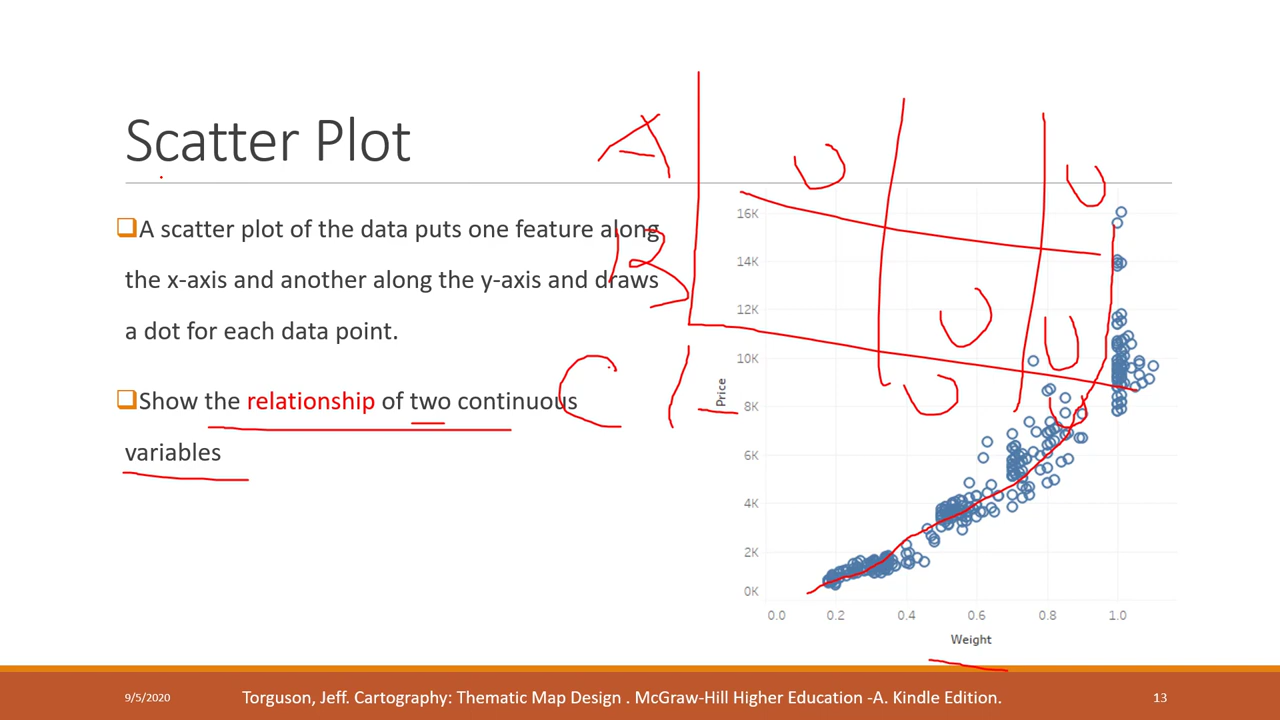 Scatter Plot
A scatter plot of the data puts one feature along
the x-axis and another along the y-axis and draws
a dot for each data point.
Show the relationship of two continuous
variables
A
B
C
U U
U U
U U
16K
14K
12K
10K
8K
6K
4K
2K
0K
Price
0.0 0.2 0.4 0.6 0.8 1.0
Weight
9/5/2020 Torguson, Jeff. Cartography: Thematic Map Design . McGraw-Hill Higher Education -A. Kindle Edition. 13